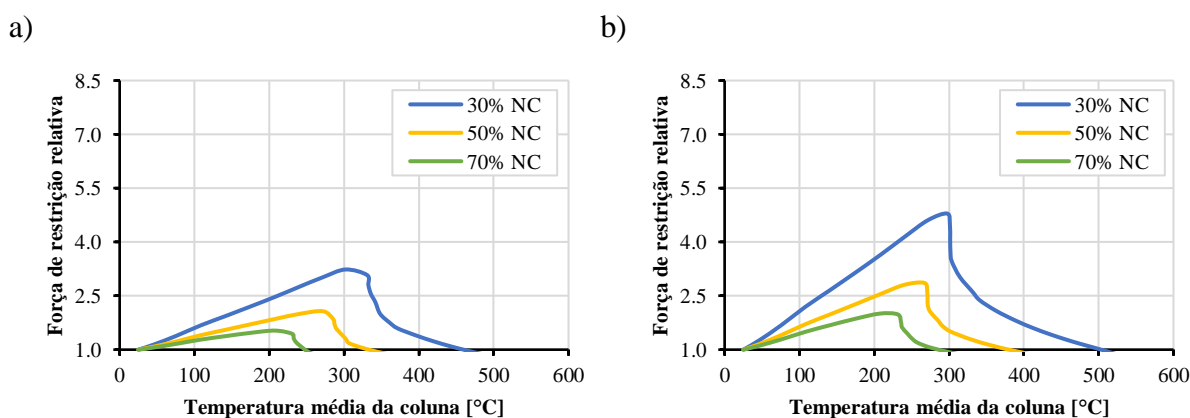 a)
8.5
7.0
5.5
4.0
2.5
1.0
Força de restrição relativa
30% NC
50% NC
70% NC
0 100 200 300 400 500 600
Temperatura média da coluna [°C]
b)
8.5
7.0
5.5
4.0
2.5
1.0
Força de restrição relativa
30% NC
50% NC
70% NC
0 100 200 300 400 500 600
Temperatura média da coluna [°C]